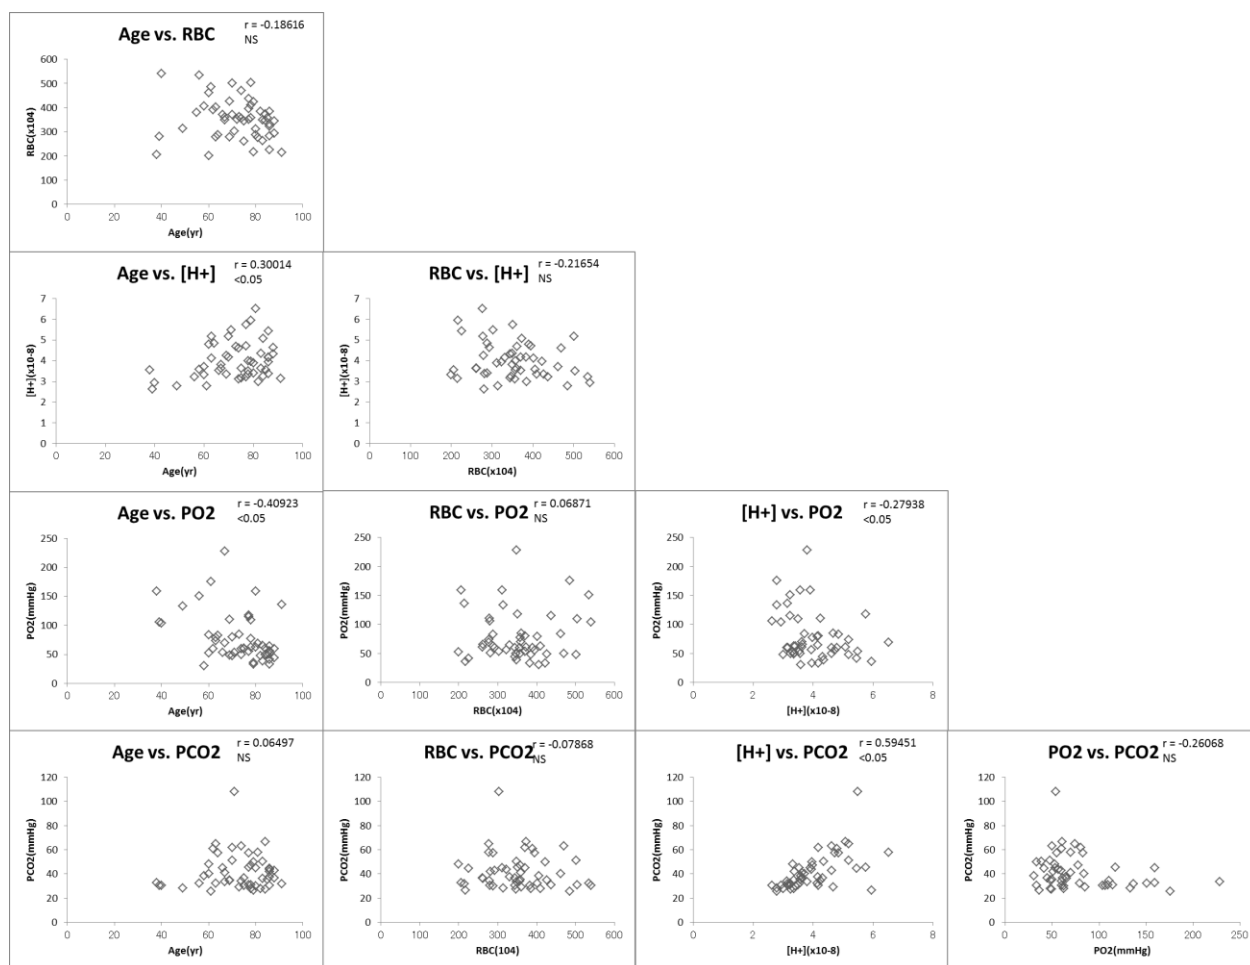 Age vs. RBC
r = -0.18616
NS
600
500
400
300
200
100
0
RBC(x104)
0 20 40 60 80 100
Age(yr)
Age vs. [H+]
r = 0.30014
<0.05
7
6
5
4
3
2
1
0
[H+](x10-8)
0 20 40 60 80 100
Age(yr)
RBC vs. [H+]
r = -0.21654
NS
7
6
5
4
3
2
1
0
[H+](x10-8)
0 100 200 300 400 500 600
RBC(x104)
Age vs. PO2
r = -0.40923
<0.05
250
200
150
100
50
0
PO2(mmHg)
0 20 40 60 80 100
Age(yr)
RBC vs. PO2
r = 0.06871
NS
250
200
150
100
50
0
PO2(mmHg)
0 100 200 300 400 500 600
RBC(x104)
[H+] vs. PO2
r = -0.27938
<0.05
250
200
150
100
50
0
PO2(mmHg)
0 2 4 6 8
[H+](x10-8)
Age vs. PCO2
r = 0.06497
NS
120
100
80
60
40
20
0
PCO2(mmHg)
0 20 40 60 80 100
Age(yr)
RBC vs. PCO2
r = -0.07868
NS
120
100
80
60
40
20
0
PCO2(mmHg)
0 100 200 300 400 500 600
RBC(104)
[H+] vs. PCO2
r = 0.59451
<0.05
120
100
80
60
40
20
0
PCO2(mmHg)
0 2 4 6 8
[H+](x10-8)
PO2 vs. PCO2
r = -0.26068
NS
120
100
80
60
40
20
0
PCO2(mmHg)
0 50 100 150 200 250
PO2(mmHg)